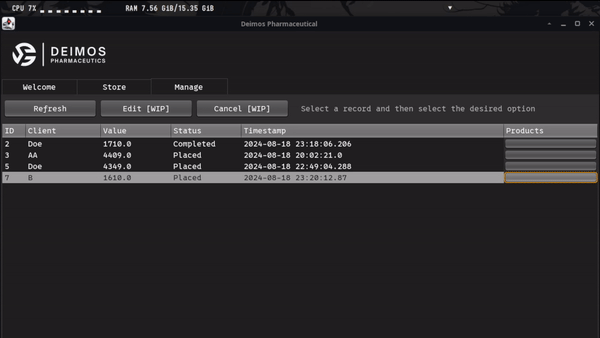 CPU 7% RAM 7.56 GiB/15.35 GiB
Deimos Pharmaceutical
DEIMOS
PHARMACEUTICS
Welcome Store Manage
Refresh Edit [WIP] Cancel [WIP] Select a record and then select the desired option
ID Client Value Status Timestamp Products
2 Doe 1710.0 Completed 2024-08-18 23:18:06.206
3 AA 4409.0 Placed 2024-08-18 20:02:21.0
5 Doe 4349.0 Placed 2024-08-18 22:49:04.288
7 B 1610.0 Placed 2024-08-18 23:20:12.87